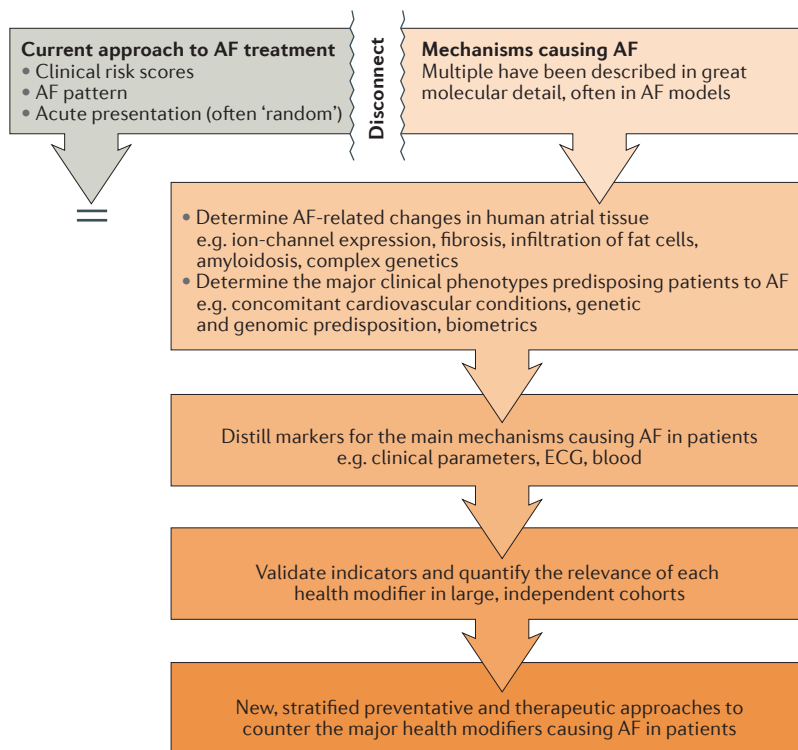 Current approach to AF treatment
• Clinical risk scores
• AF pattern
• Acute presentation (often ‘random’)
Disconnect
Mechanisms causing AF
Multiple have been described in great
molecular detail, often in AF models
• Determine AF-related changes in human atrial tissue
e.g. ion-channel expression, fibrosis, infiltration of fat cells,
amyloidosis, complex genetics
• Determine the major clinical phenotypes predisposing patients to AF
e.g. concomitant cardiovascular conditions, genetic
and genomic predisposition, biometrics
Distill markers for the main mechanisms causing AF in patients
e.g. clinical parameters, ECG, blood
Validate indicators and quantify the relevance of each
health modifier in large, independent cohorts
New, stratified preventative and therapeutic approaches to
counter the major health modifiers causing AF in patients